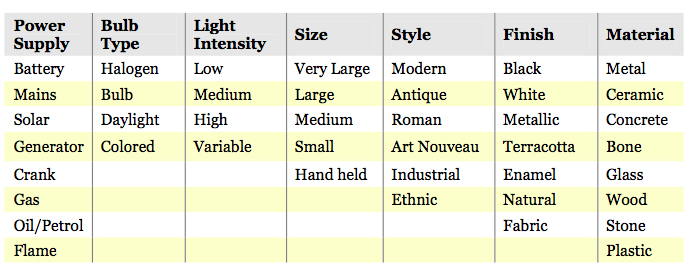 Power Supply Bulb Type Light Intensity Size Style Finish Material
Battery Halogen Low Very Large Modern Black Metal
Mains Bulb Medium Large Antique White Ceramic
Solar Daylight High Medium Roman Metallic Concrete
Generator Colored Variable Small Art Nouveau Terracotta Bone
Crank Hand held Industrial Enamel Glass
Gas Ethnic Natural Wood
Oil/Petrol Fabric Stone
Flame Plastic